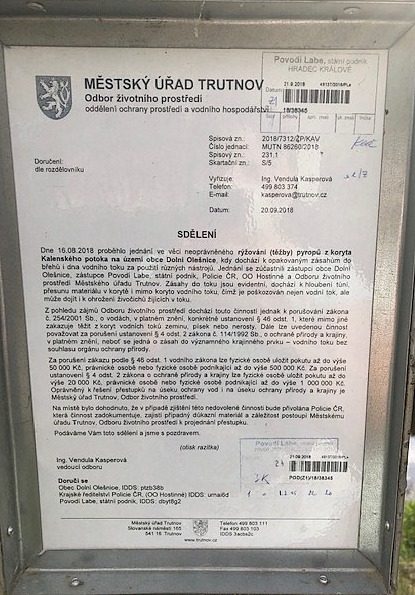 Povodí Labe, státní podnik
HRADEC KRÁLOVÉ
MĚSTSKÝ ÚŘAD TRUTNOV
Odbor životního prostředí
oddělení ochrany prostředí a vodního hospodářství
Datum: 21.9.2018
18/38345
Spisová zn.: 2018/7312/ŽP/KAV
Číslo jednací: MUTN 86260/2018
Spisový zn.: 231.1
Skartační zn.: S/5
Doručení:
dle rozdělovníku
Vyřizuje: Ing. Vendula Kasperová
Telefon: 499 803 374
E-mail: kasperova@trutnov.cz
Datum: 20.09.2018
SDĚLENÍ
Dne 16.08.2018 proběhlo jednání ve věci neoprávněného rýžování (těžby) pyropů z koryta
Kalenského potoka na území obce Dolní Olešnice, kdy dochází k opakovaným zásahům do
břehů i dna vodního toku za použití různých nástrojů. Jednání se zúčastnili zástupci obce Dolní
Olešnice, zástupce Povodí Labe, státní podnik, Policie ČR, OO Hostinné a Odboru životního
prostředí Městského úřadu Trutnov. Zásahy do toku jsou evidentní, dochází k hloubení tůní,
přesunu materiálu v korytě i mimo koryto vodního toku, čímž je poškozován nejen vodní tok, ale
může dojít i k ohrožení živočichů žijících v toku.
Z pohledu zájmů Odboru životního prostředí dochází touto činností jednak k porušování zákona
č. 254/2001 Sb., o vodách, v platném znění, konkrétně ustanovení § 46 odst. 1, které mimo jiné
zakazuje těžit z koryt vodních toků zeminu, písek nebo nerosty. Dále lze uvedenou činnost
považovat za porušení ustanovení § 4 odst. 2 zákona č. 114/1992 Sb., o ochraně přírody a krajiny,
v platném znění, neboť se jedná o zásah do významného krajinného prvku – vodního toku bez
souhlasu orgánu ochrany přírody.
Za porušení zákazu podle § 46 odst. 1 vodního zákona lze fyzické osobě uložit pokutu až do výše
50 000 Kč, právnické osobě nebo fyzické osobě podnikající až do výše 500 000 Kč. Za porušení
ustanovení § 4 odst. 2 zákona o ochraně přírody a krajiny lze fyzické osobě uložit pokutu až do
výše 20 000 Kč, právnické osobě nebo fyzické osobě podnikající až do výše 1 000 000 Kč.
Oprávněný k řešení přestupků na úseku ochrany vod i na úseku ochrany přírody a krajiny je
Městský úřad Trutnov, Odbor životního prostředí.
Na místě bylo dohodnuto, že v případě zjištění této nedovolené činnosti bude přivolána Policie ČR,
která činnost zadokumentuje, zajistí případný důkazní materiál a záležitost postoupí Městskému
úřadu Trutnov, Odboru životního prostředí k projednání přestupku.
Podáváme Vám toto sdělení a jsme s pozdravem.
(otisk razítka)
Ing. Vendula Kasperová
vedoucí odboru
Povodí Labe, státní podnik
21.09.2018
POD(Z1)/18/38345
Doručí se
Obec Dolní Olešnice, IDDS: ptzb38b
Krajské ředitelství Policie ČR, (OO Hostinné) IDDS: urnai6d
Povodí Labe, státní podnik, IDDS: dbyt8g2
Městský úřad Trutnov
Slovanské náměstí 165
541 16 Trutnov
Telefon 499 803 111
Fax 499 803 103
IDDS 3acbs2c
www.trutnov.cz